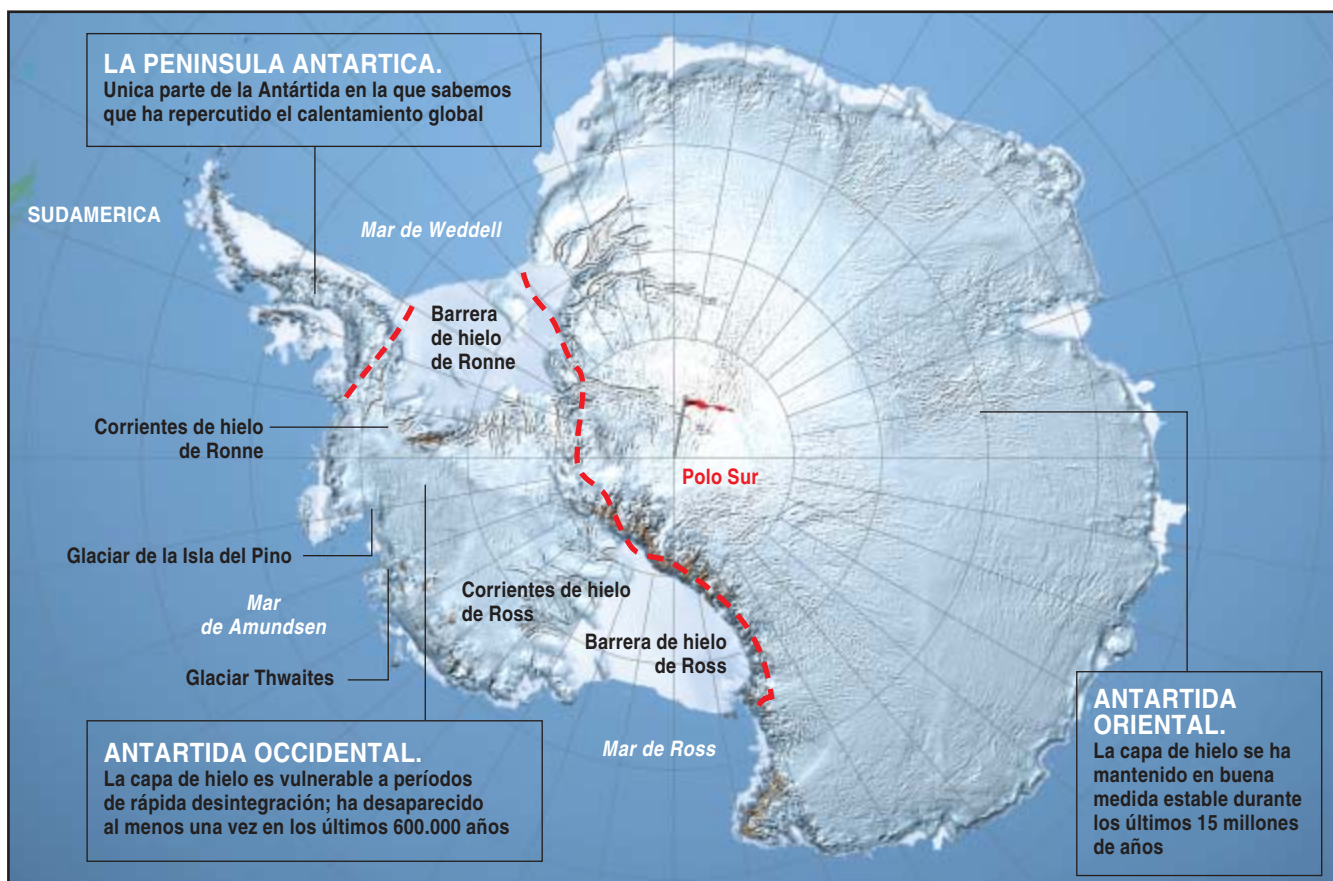 LA PENINSULA ANTARTICA.
Unica parte de la Antártida en la que sabemos
que ha repercutido el calentamiento global
SUDAMERICA
Mar de Weddell
Barrera
de hielo
de Ronne
Corrientes de hielo
de Ronne
Polo Sur
Glaciar de la Isla del Pino
Corrientes de hielo
de Ross
Mar
de Amundsen
Barrera de hielo
de Ross
Glaciar Thwaites
ANTARTIDA OCCIDENTAL.
La capa de hielo es vulnerable a períodos
de rápida desintegración; ha desaparecido
al menos una vez en los últimos 600.000 años
Mar de Ross
ANTARTIDA
ORIENTAL.
La capa de hielo se ha
mantenido en buena
medida estable durante
los últimos 15 millones
de años